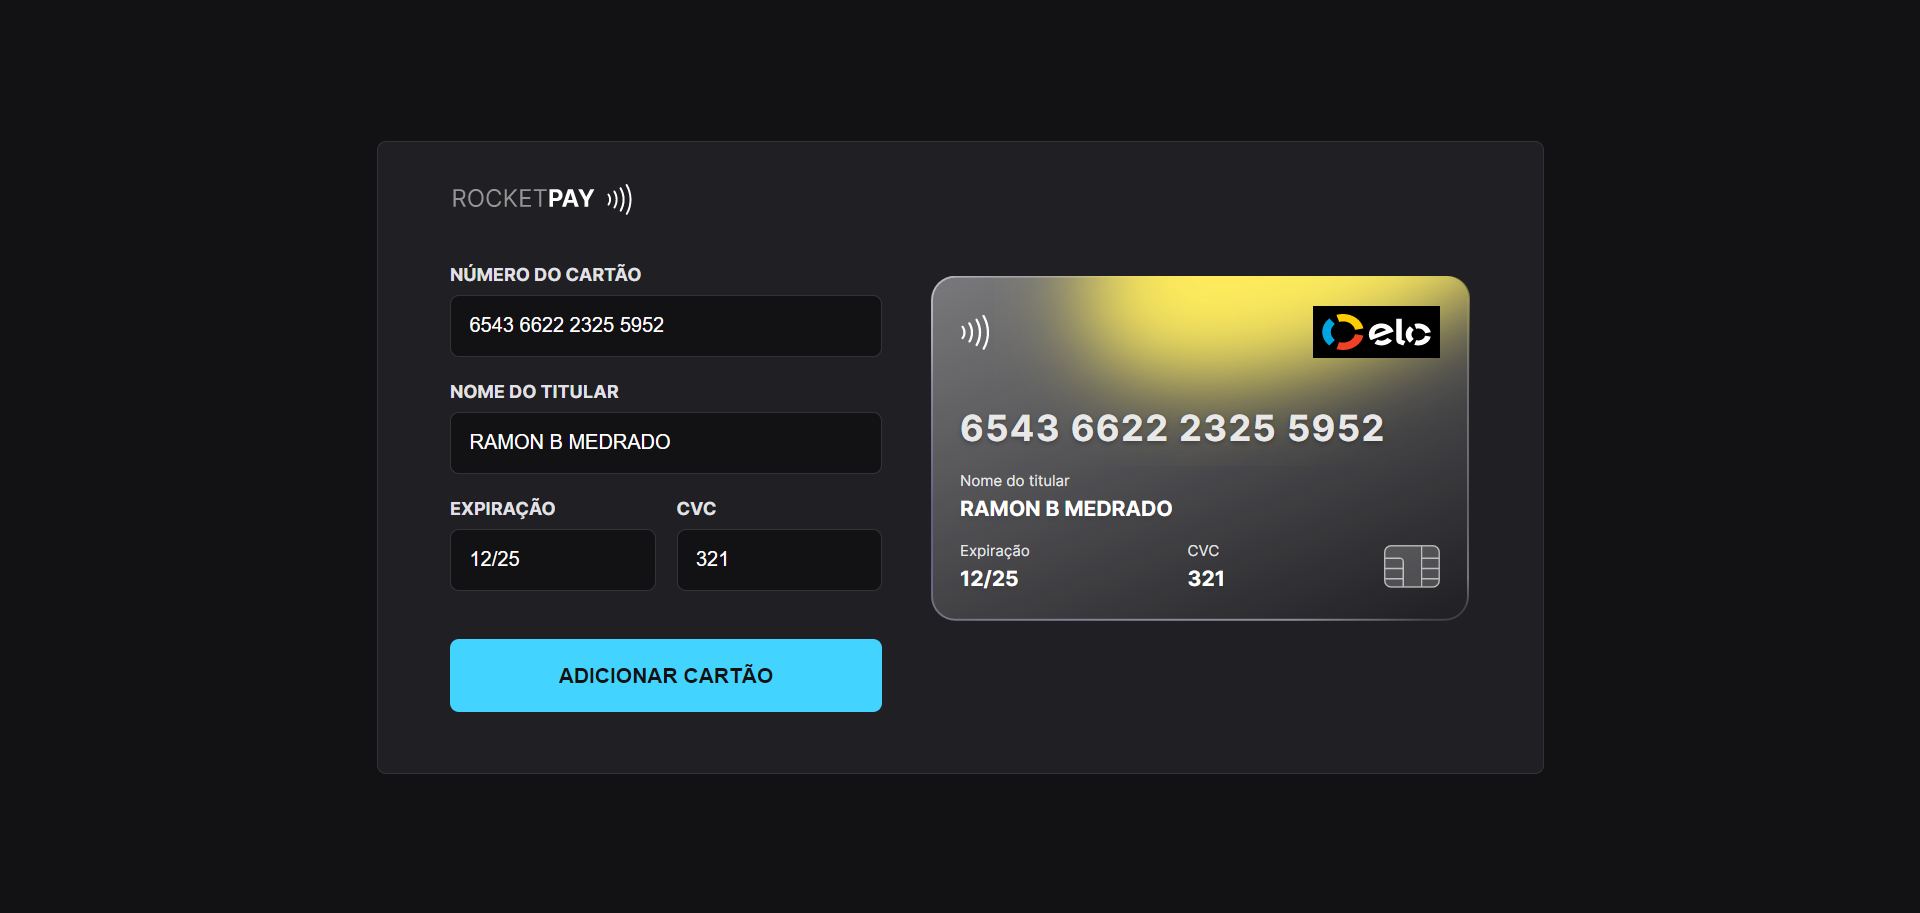 ROCKETPAY
NÚMERO DO CARTÃO
6543 6622 2325 5952
NOME DO TITULAR
RAMON B MEDRADO
EXPIRAÇÃO CVC
12/25 321
ADICIONAR CARTÃO
elo
6543 6622 2325 5952
Nome do titular
RAMON B MEDRADO
Expiração CVC
12/25 321